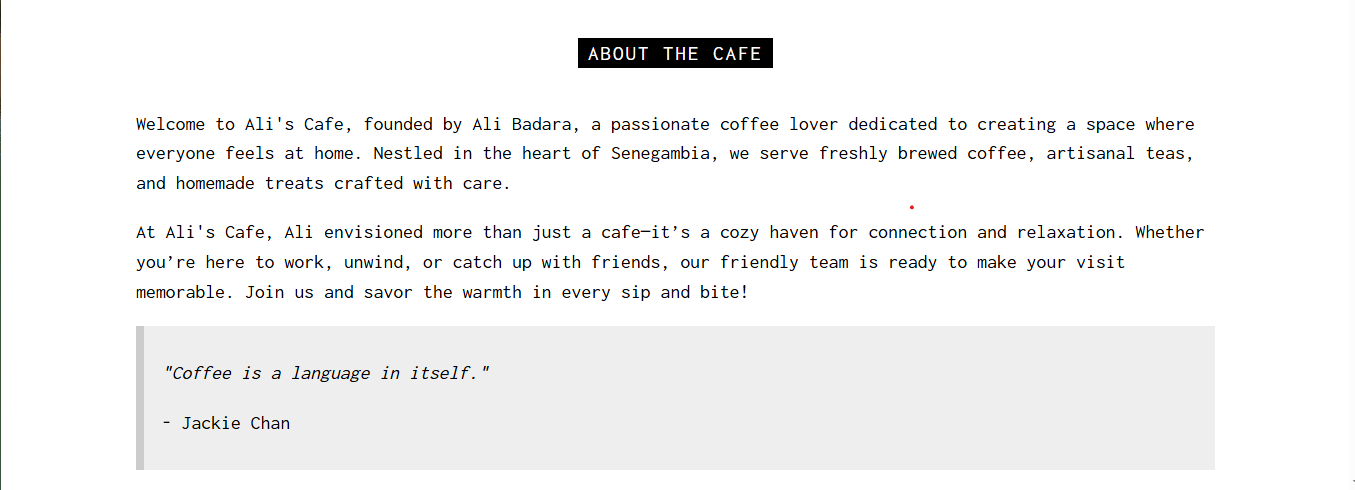 ABOUT THE CAFE
Welcome to Ali's Cafe, founded by Ali Badara, a passionate coffee lover dedicated to creating a space where
everyone feels at home. Nestled in the heart of Senegambia, we serve freshly brewed coffee, artisanal teas,
and homemade treats crafted with care.
At Ali's Cafe, Ali envisioned more than just a cafe—it’s a cozy haven for connection and relaxation. Whether
you’re here to work, unwind, or catch up with friends, our friendly team is ready to make your visit
memorable. Join us and savor the warmth in every sip and bite!
"Coffee is a language in itself."
- Jackie Chan